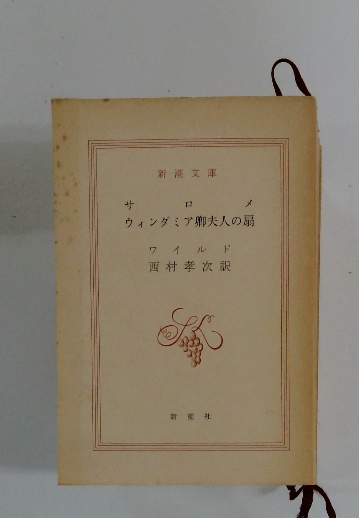 新潮文庫
サロメ
ウィンダミア卿夫人の扇
ワイルド
西村孝次訳
新潮社